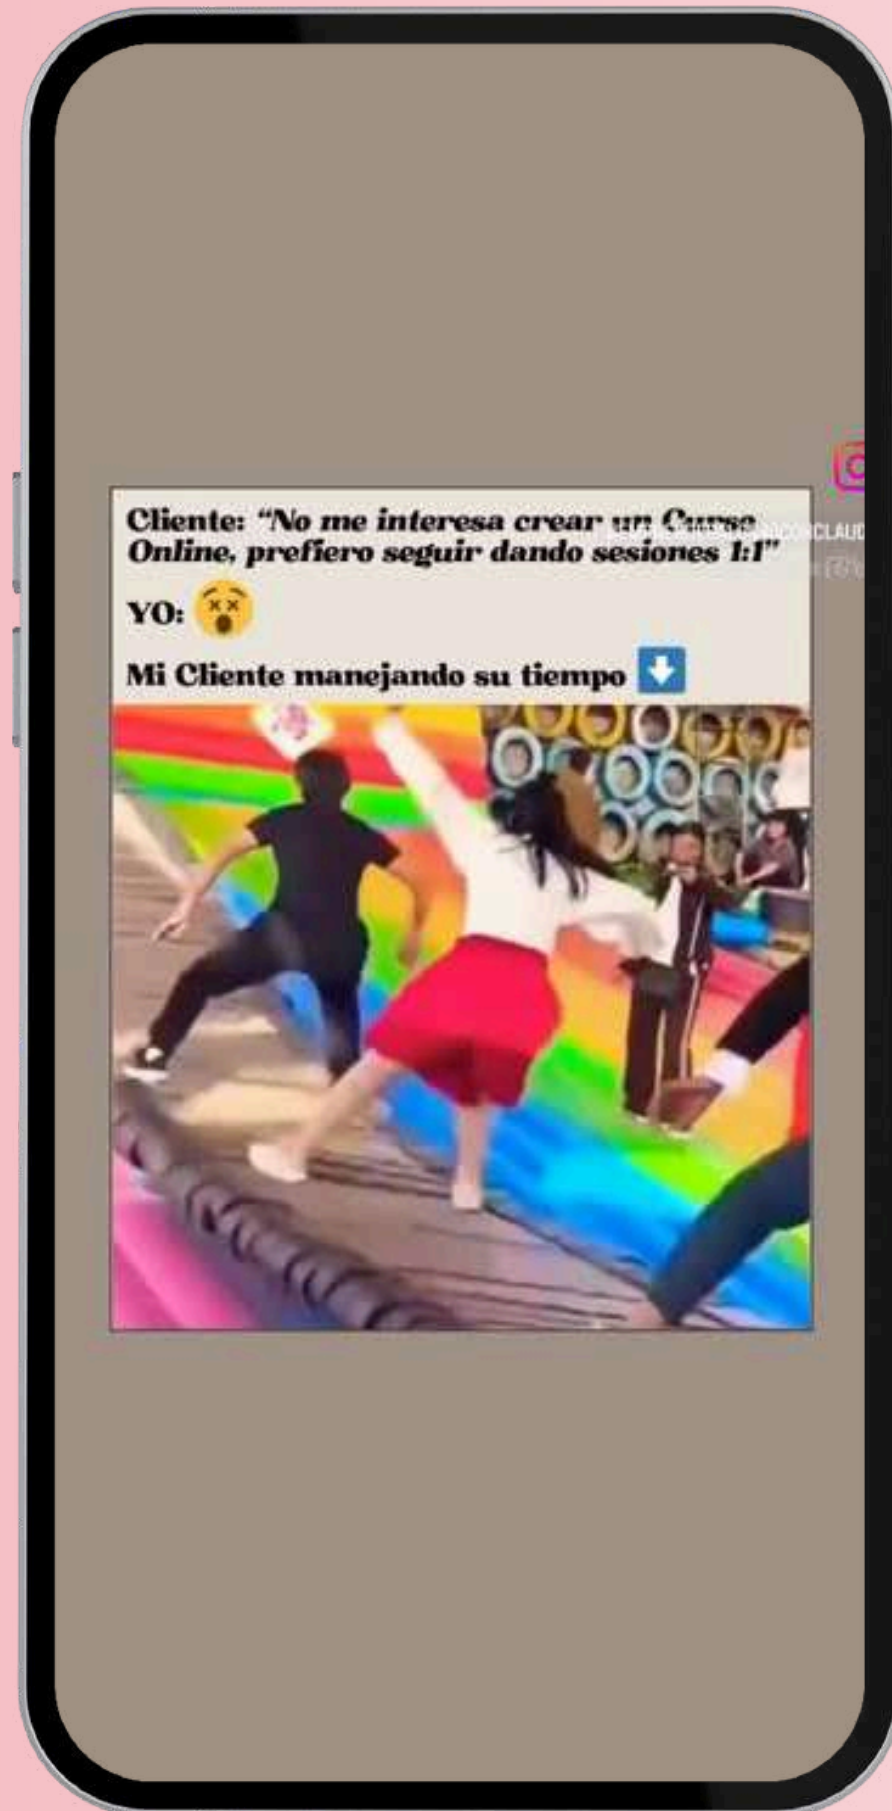 Cliente: “No me interesa crear un Curso
Online, prefiero seguir dando sesiones 1:1”
YO: 😵
Mi Cliente manejando su tiempo ⬇️